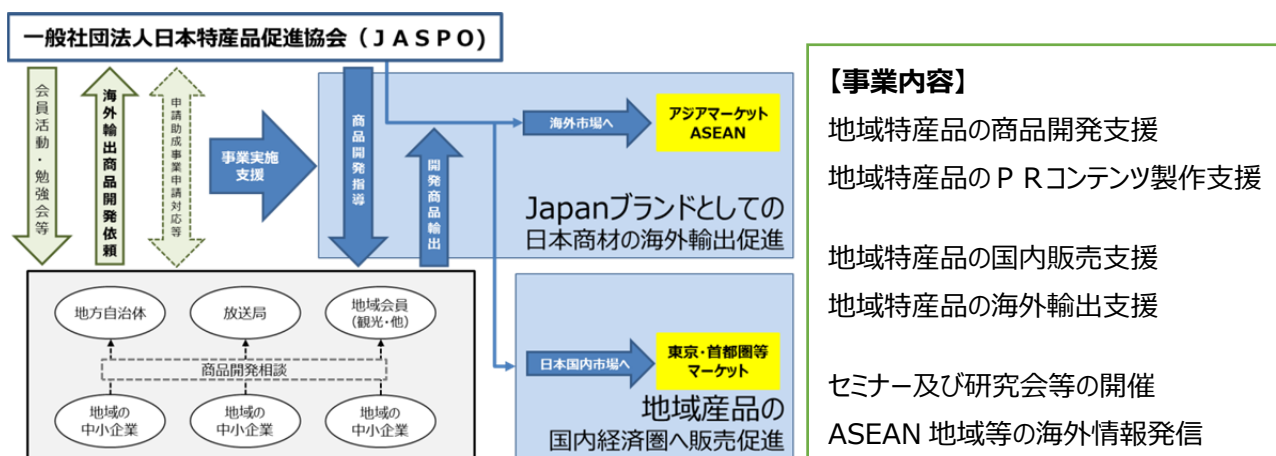 一般社団法人日本特産品促進協会（ＪＡＳＰＯ)
会員活動・勉強会等
海外輸出商品開発依頼
申請助成事業申請対応等
事業実施
支援
商品開発指導
開発商品輸出
海外市場へ
アジアマーケット
ASEAN
Japanブランドとしての
日本商材の海外輸出促進
地方自治体
放送局
地域会員
(観光・他)
商品開発相談
地域の
中小企業
地域の
中小企業
地域の
中小企業
日本国内市場へ
東京・首都圏等
マーケット
地域産品の
国内経済圏へ販売促進
【事業内容】
地域特産品の商品開発支援
地域特産品のＰＲコンテンツ製作支援
地域特産品の国内販売支援
地域特産品の海外輸出支援
セミナー及び研究会等の開催
ASEAN 地域等の海外情報発信